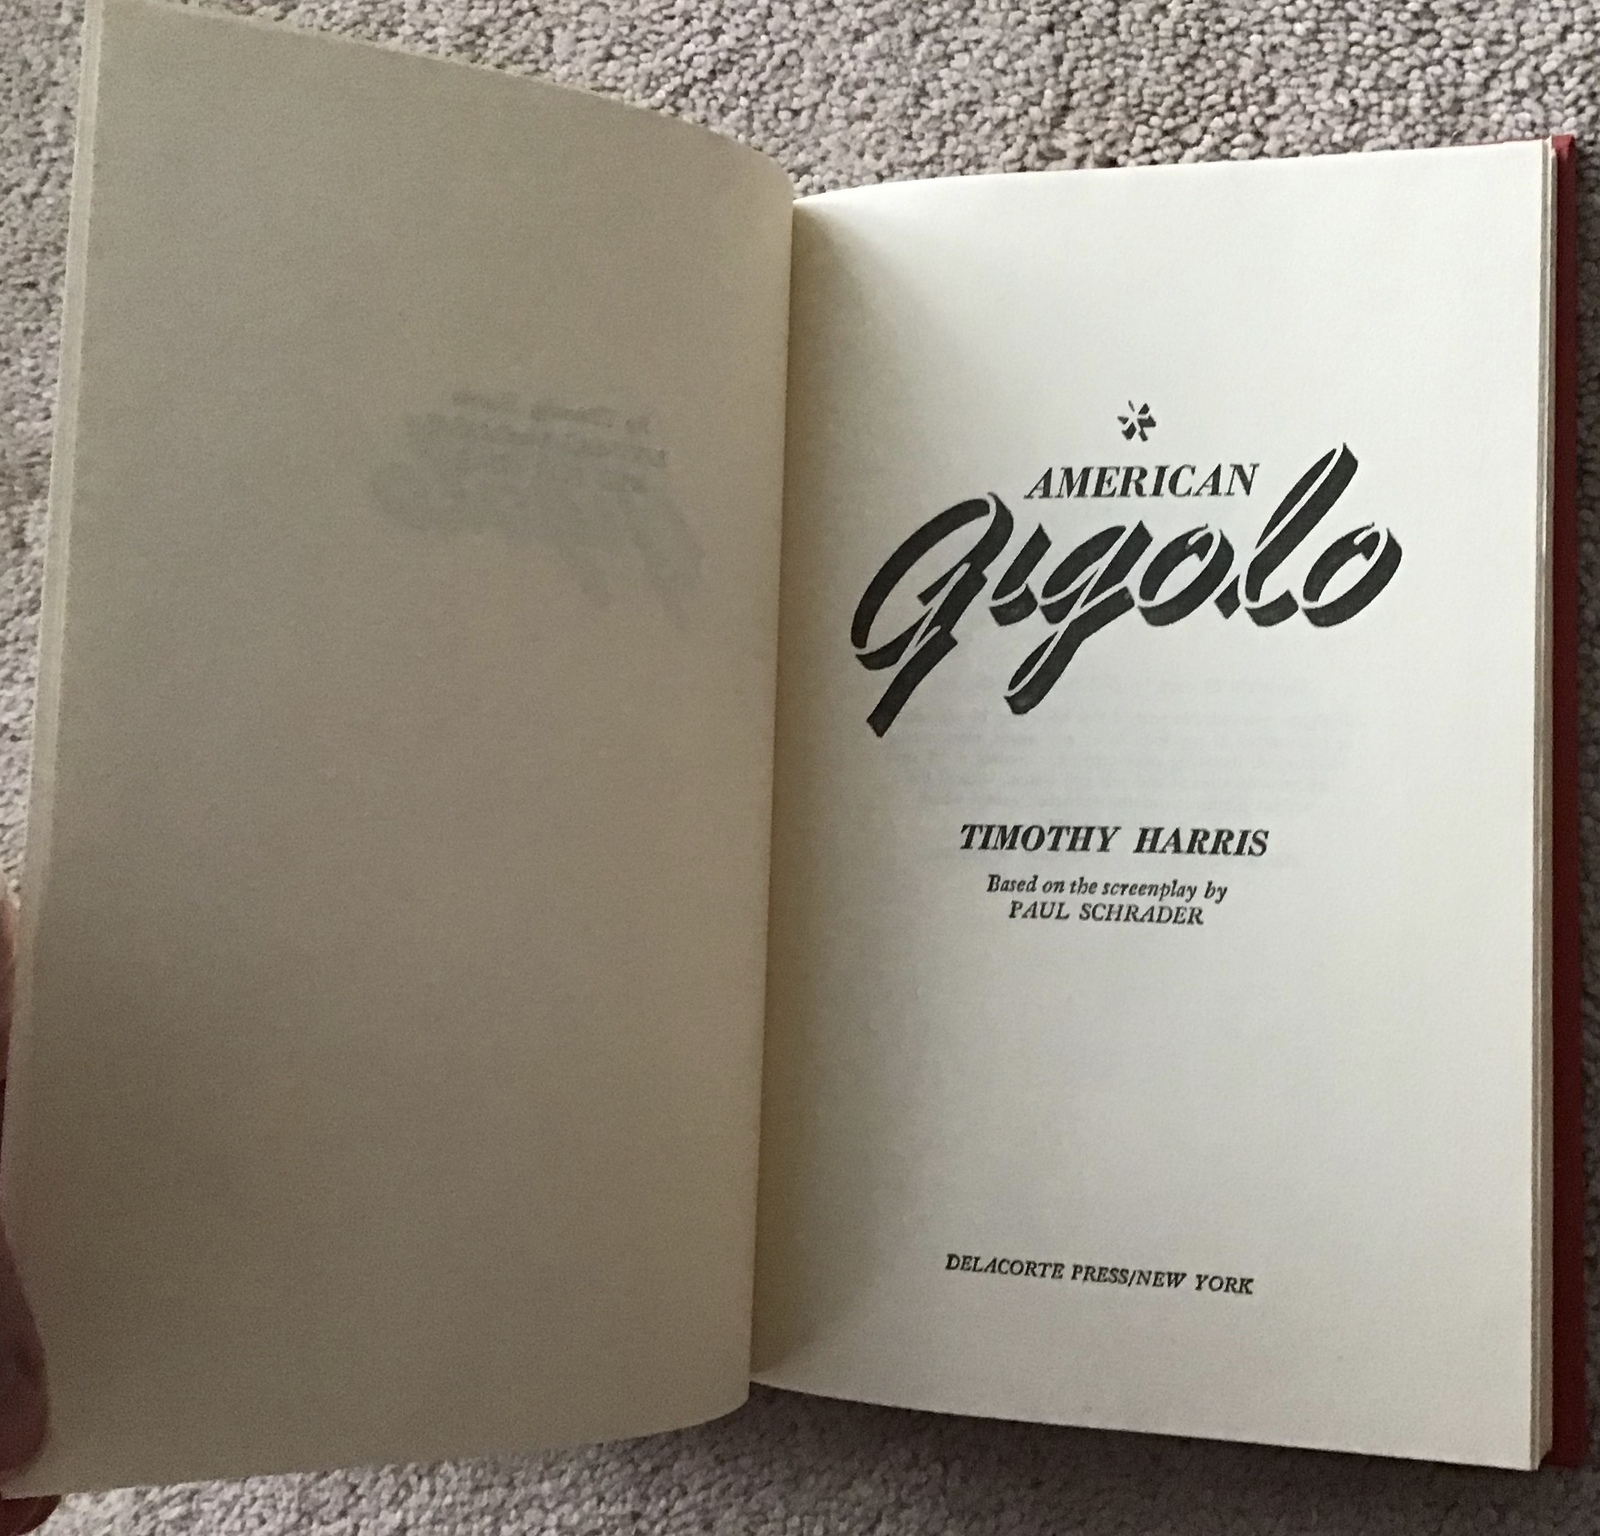 AMERICAN
gigolo
TIMOTHY HARRIS
Based on the screenplay by
PAUL SCHRADER
DELACORTE PRESS/NEW YORK